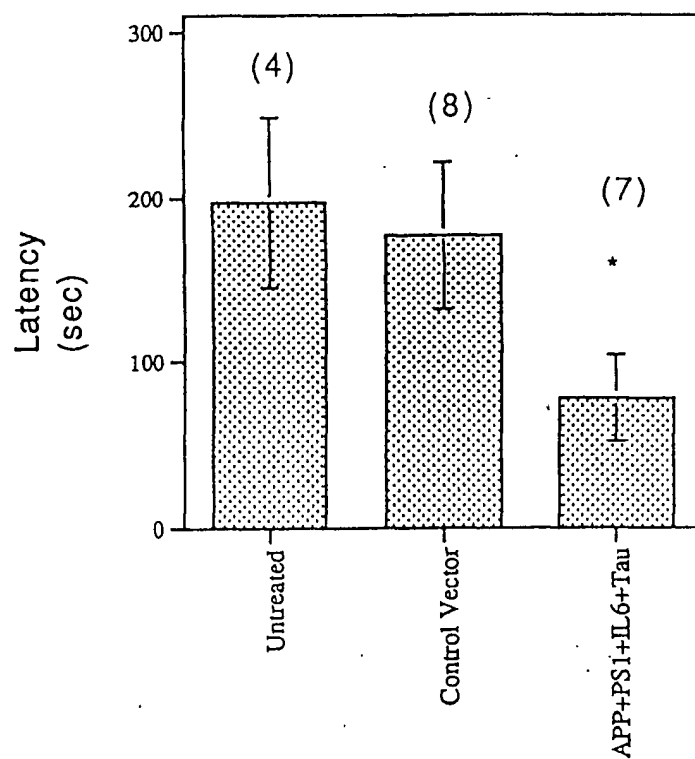 300
(4)
(8)
200
(7)
*
Latency
(sec)
100
0
Untreated
Control Vector
APP+PS1+IL6+Tau